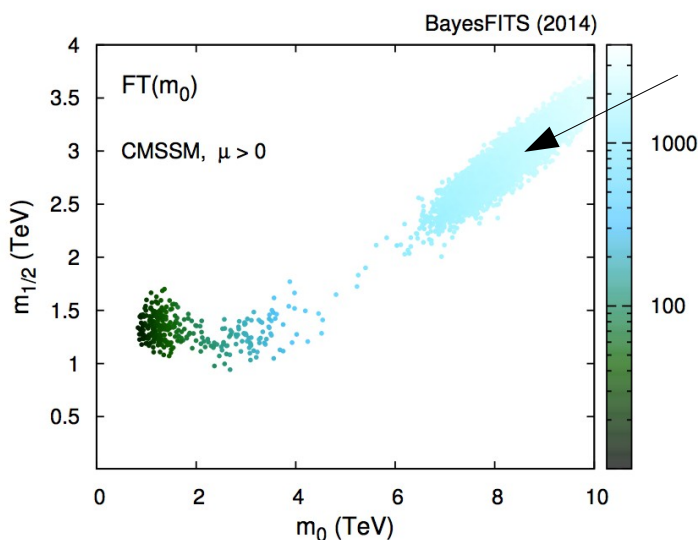 BayesFITS (2014)
FT(m₀)
CMSSM, μ > 0
m₁/₂ (TeV)
4
3.5
3
2.5
2
1.5
1
0.5
0 2 4 6 8 10
m₀ (TeV)
1000
100